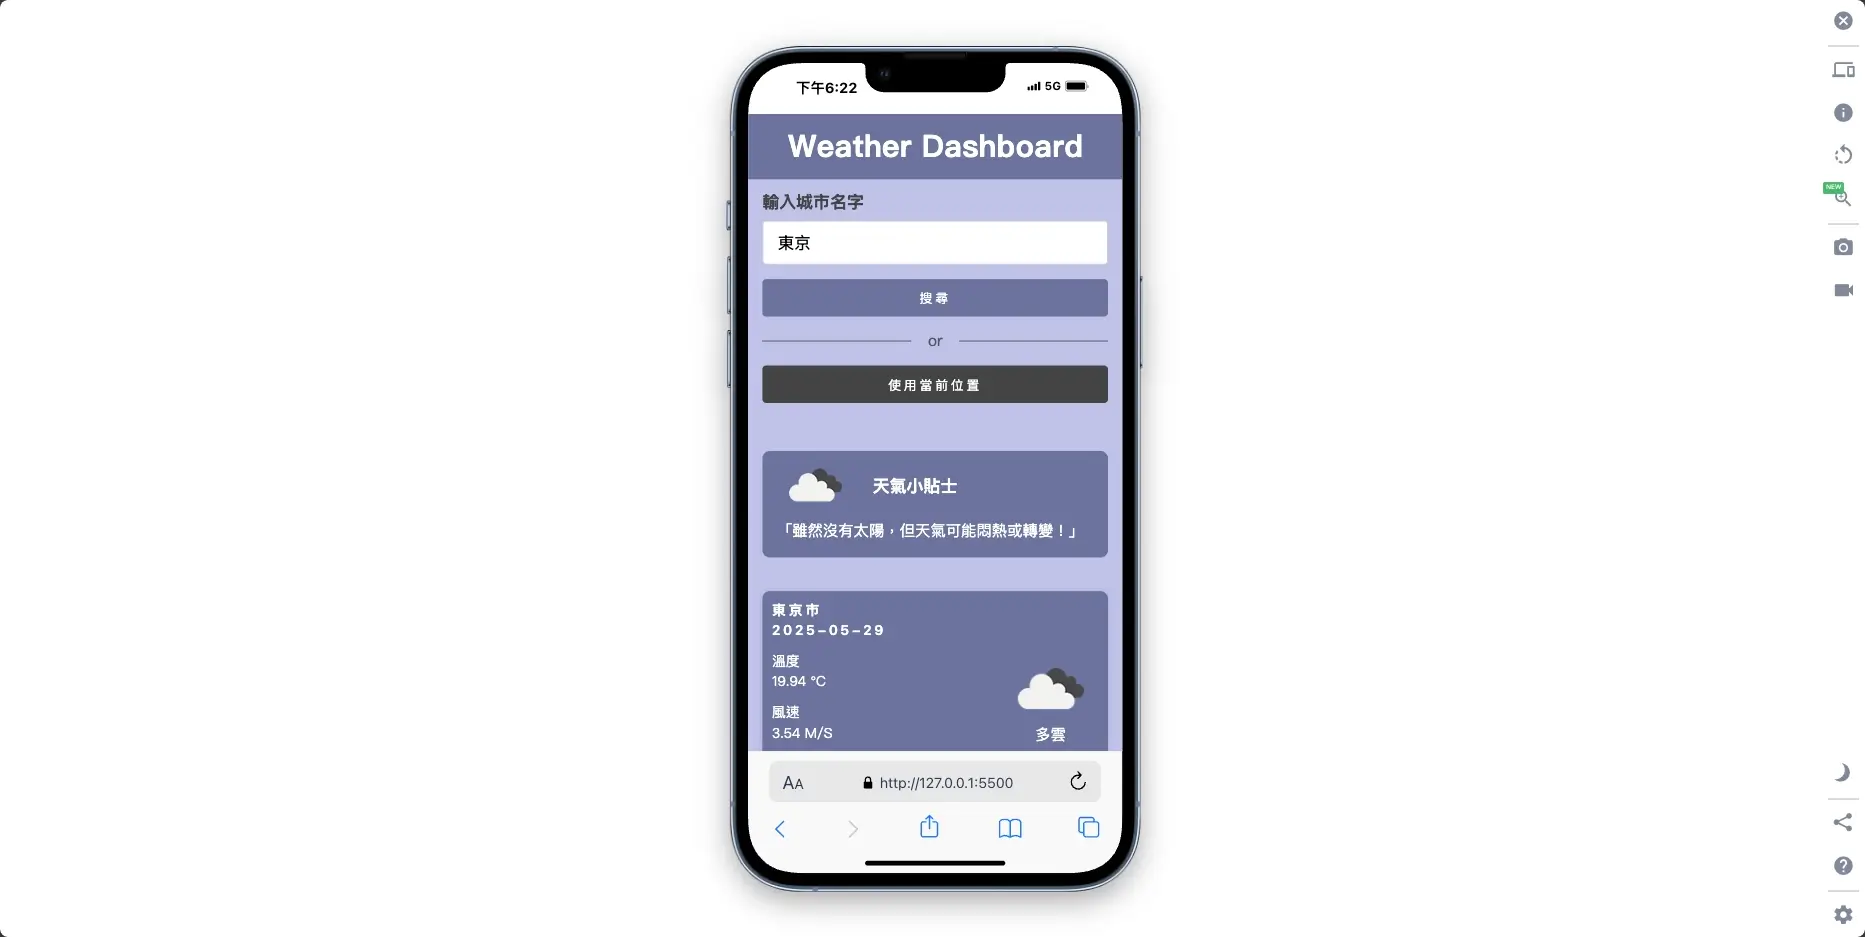 下午6:22
5G
Weather Dashboard
輸入城市名字
東京
搜尋
or
使用當前位置
天氣小貼士
「雖然沒有太陽，但天氣可能悶熱或轉變！」
東京市
2025-05-29
溫度
19.94 °C
風速
3.54 M/S
多雲
AA
http://127.0.0.1:5500
NEW